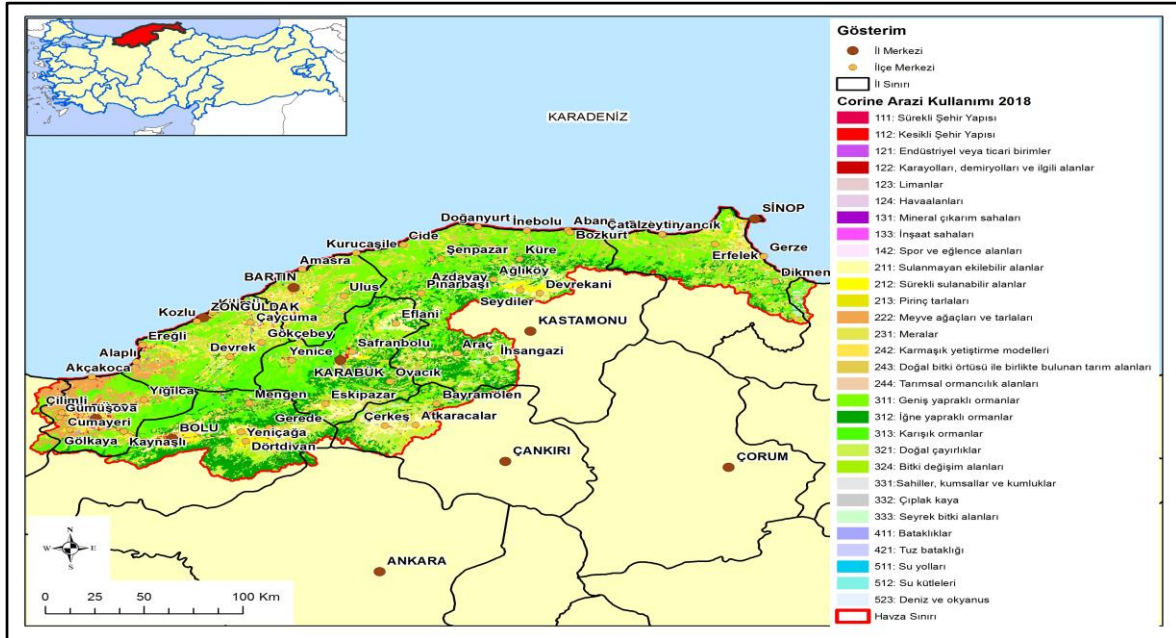 KARADENİZ
SİNOP
Doğanyurt
İnebolu
Abana
Çatalzeytin
Bozkurt
Cide
Gerze
Kurucaşile
Şenpazar
Küre
Erfelek
Amasra
Dikmen
Ağlıköy
Azdavay
BARTIN
Pınarbaşı
Devrekani
Ulus
Seydiler
ZONGULDAK
Kozlu
Eflani
KASTAMONU
Çaycuma
Gökçebey
Ereğli
Safranbolu
Araç
İhsangazi
Alaplı
Devrek
Yenice
Akçakoca
KARABÜK
Ovacık
Yığılca
Mengen
Eskipazar
Bayramören
Çilimli
Gümüşova
Gerede
Atkaracalar
Çerkeş
Cumayeri
BOLU
Yeniçağa
Gölkaya
Kaynaşlı
Dörtdivan
ÇANKIRI
ÇORUM
ANKARA
N
W E
S
0 25 50 100 Km
Gösterim
İl Merkezi
İlçe Merkezi
İl Sınırı
Corine Arazi Kullanımı 2018
111: Sürekli Şehir Yapısı
112: Kesikli Şehir Yapısı
121: Endüstriyel veya ticari birimler
122: Karayolları, demiryolları ve ilgili alanlar
123: Limanlar
124: Havaalanları
131: Mineral çıkarım sahaları
133: İnşaat sahaları
142: Spor ve eğlence alanları
211: Sulanmayan ekilebilir alanlar
212: Sürekli sulanabilir alanlar
213: Pirinç tarlaları
222: Meyve ağaçları ve tarlaları
231: Meralar
242: Karmaşık yetiştirme modelleri
243: Doğal bitki örtüsü ile birlikte bulunan tarım alanları
244: Tarımsal ormancılık alanları
311: Geniş yapraklı ormanlar
312: İğne yapraklı ormanlar
313: Karışık ormanlar
321: Doğal çayırlıklar
324: Bitki değişim alanları
331:Sahiller, kumsallar ve kumluklar
332: Çıplak kaya
333: Seyrek bitki alanları
411: Bataklıklar
421: Tuz bataklığı
511: Su yolları
512: Su kütleleri
523: Deniz ve okyanus
Havza Sınırı